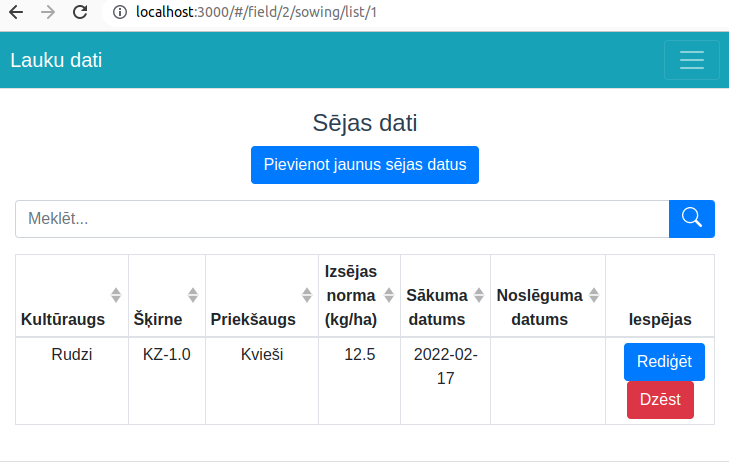 localhost:3000/#/field/2/sowing/list/1
Lauku dati
Sējas dati
Pievienot jaunus sējas datus
Meklēt...
Kultūraugs Šķirne Priekšaugs Izsējas norma (kg/ha) Sākuma datums Noslēguma datums Iespējas
Rudzi KZ-1.0 Kvieši 12.5 2022-02-17 Rediģēt
Dzēst